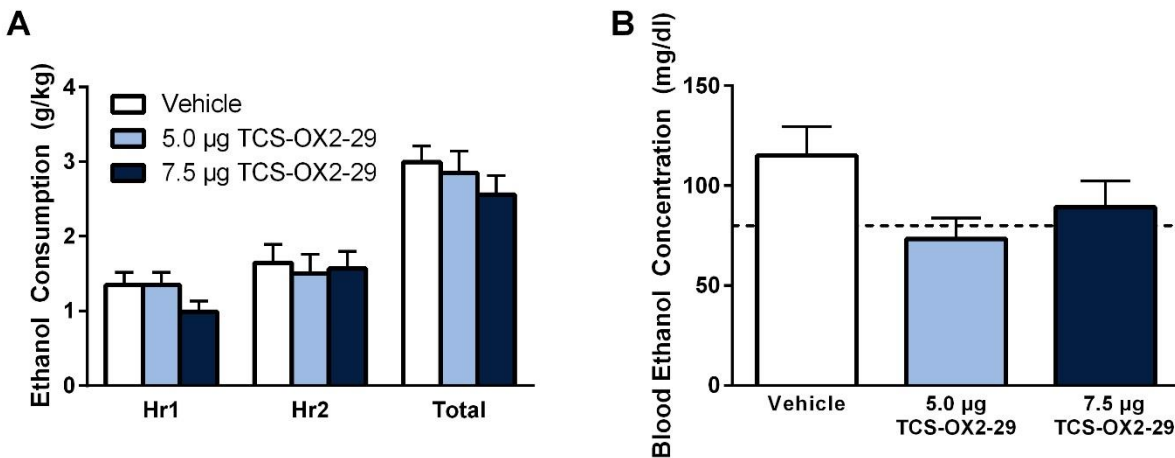 A
Ethanol Consumption (g/kg)
4
3
2
1
0
Vehicle
5.0 µg TCS-OX2-29
7.5 µg TCS-OX2-29
Hr1
Hr2
Total
B
Blood Ethanol Concentration (mg/dl)
150
100
50
0
Vehicle
5.0 µg
TCS-OX2-29
7.5 µg
TCS-OX2-29